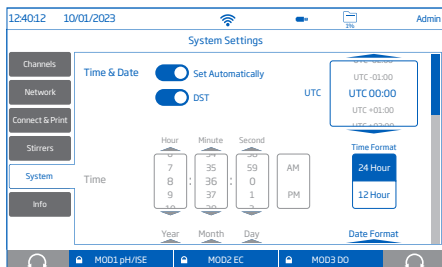 12:40:12 10/01/2023 1% Admin
System Settings
Channels
Network
Connect & Print
Stirrers
System
Info
Time & Date
Set Automatically
DST
UTC
UTC -01:00
UTC 00:00
UTC +01:00
Time Format
24 Hour
12 Hour
Date Format
Time
Hour Minute Second
7 35 59 AM
8 : 36 : 0
9 37 1 PM
Year Month Day
MOD1 pH/ISE MOD2 EC MOD3 DO